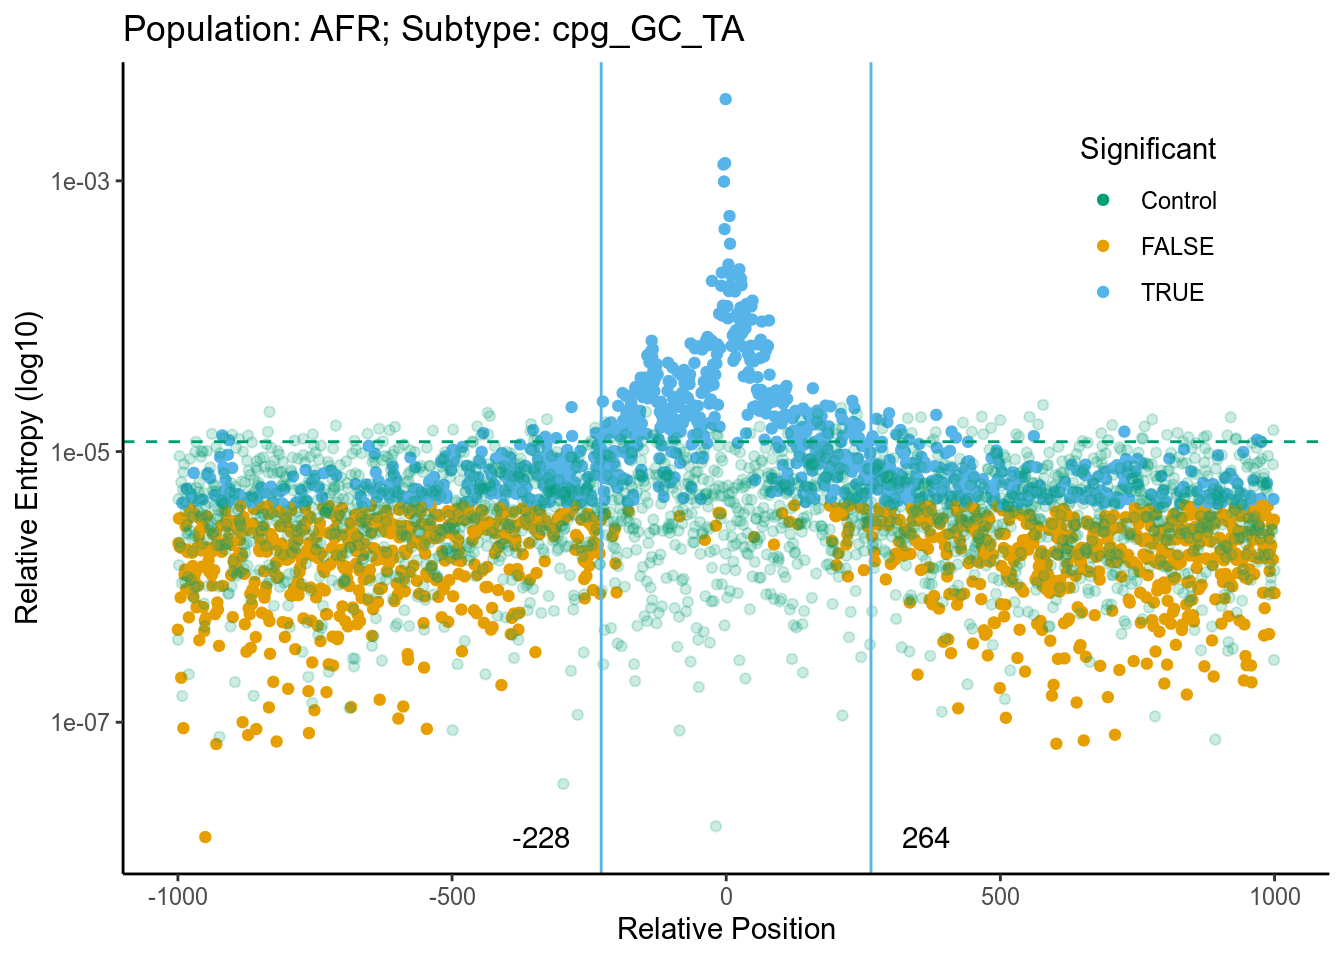 Population: AFR; Subtype: cpg_GC_TA
Relative Entropy (log10)
1e-03
1e-05
1e-07
Significant
Control
FALSE
TRUE
-228
264
-1000
-500
0
500
1000
Relative Position